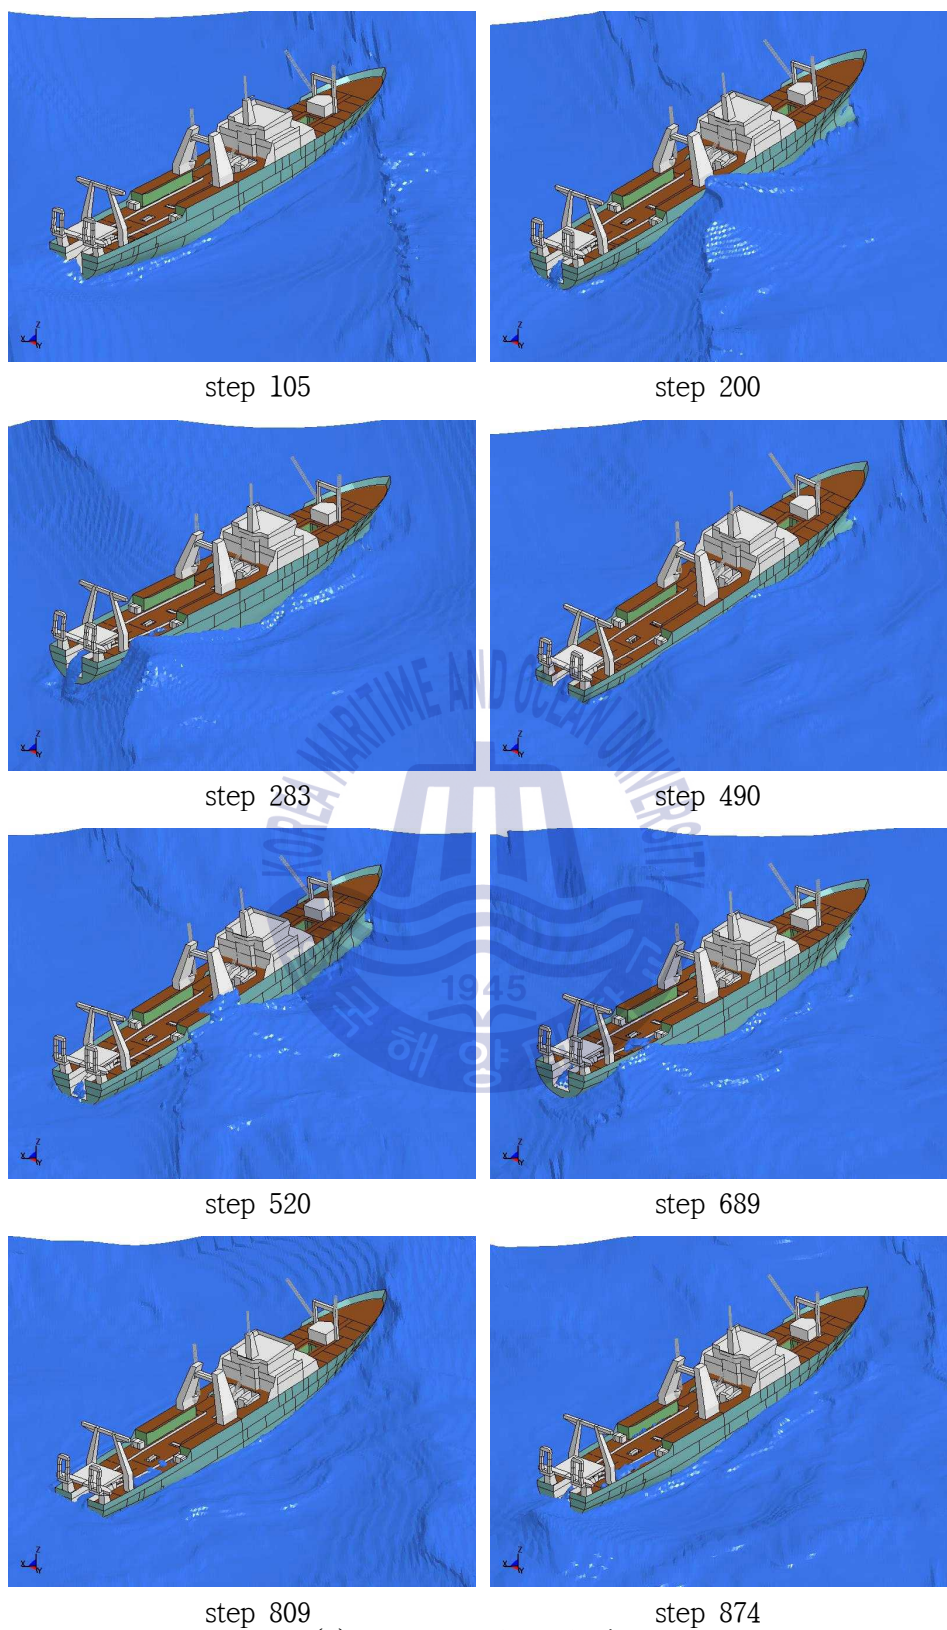 step 105
step 200
step 283
step 490
KOREA MARITIME AND OCEAN UNIVERSITY
step 520
step 689
1945
step 809
step 874